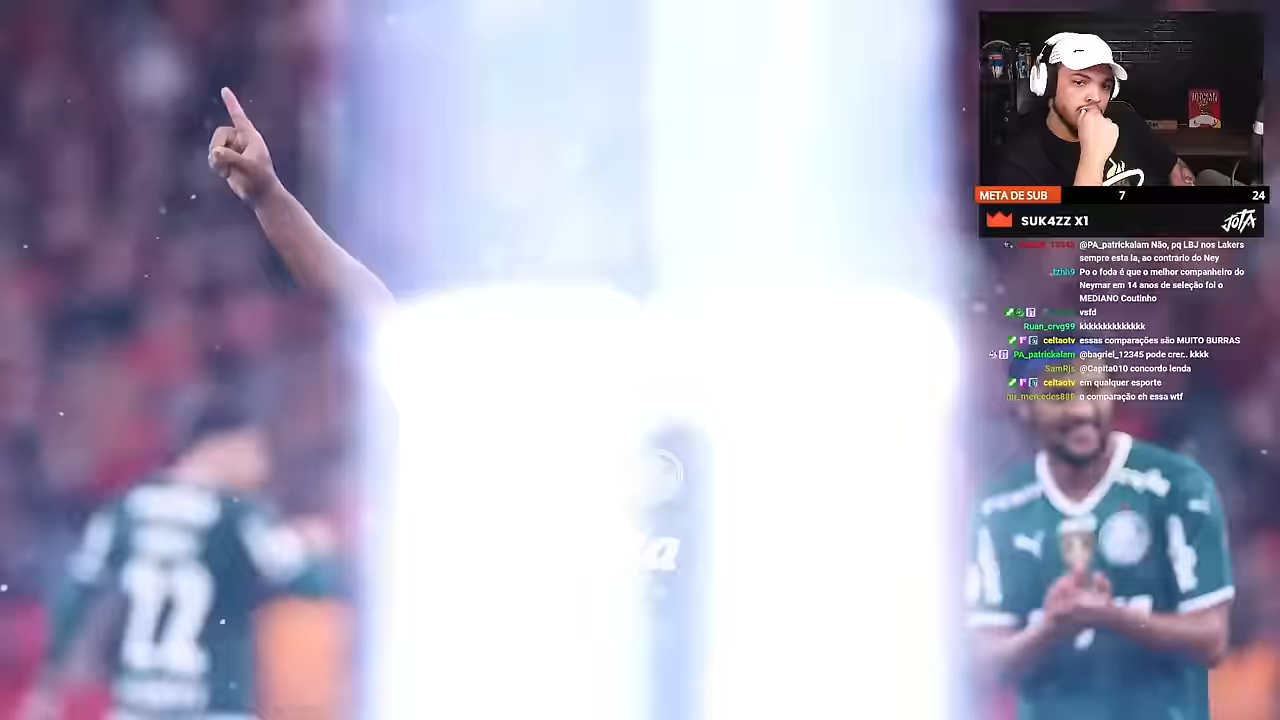 META DE SUB 7 24
SUK4ZZ X1
JOTA
@PA_patrickalam Não, pq LBJ nos Lakers
sempre esta la, ao contrario do Ney
Po o foda é que o melhor companheiro do
Neymar em 14 anos de seleção foi o
MEDIANO Coutinho
vsfd
Ruan_crvg99 kkkkkkkkkkkkkk
celtaotv essas comparações são MUITO BURRAS
PA_patrickalam @bagriel_12345 pode crer.. kkkk
SamRjs @Capita010 concordo lenda
celtaotv em qualquer esporte
q comparação eh essa wtf
12